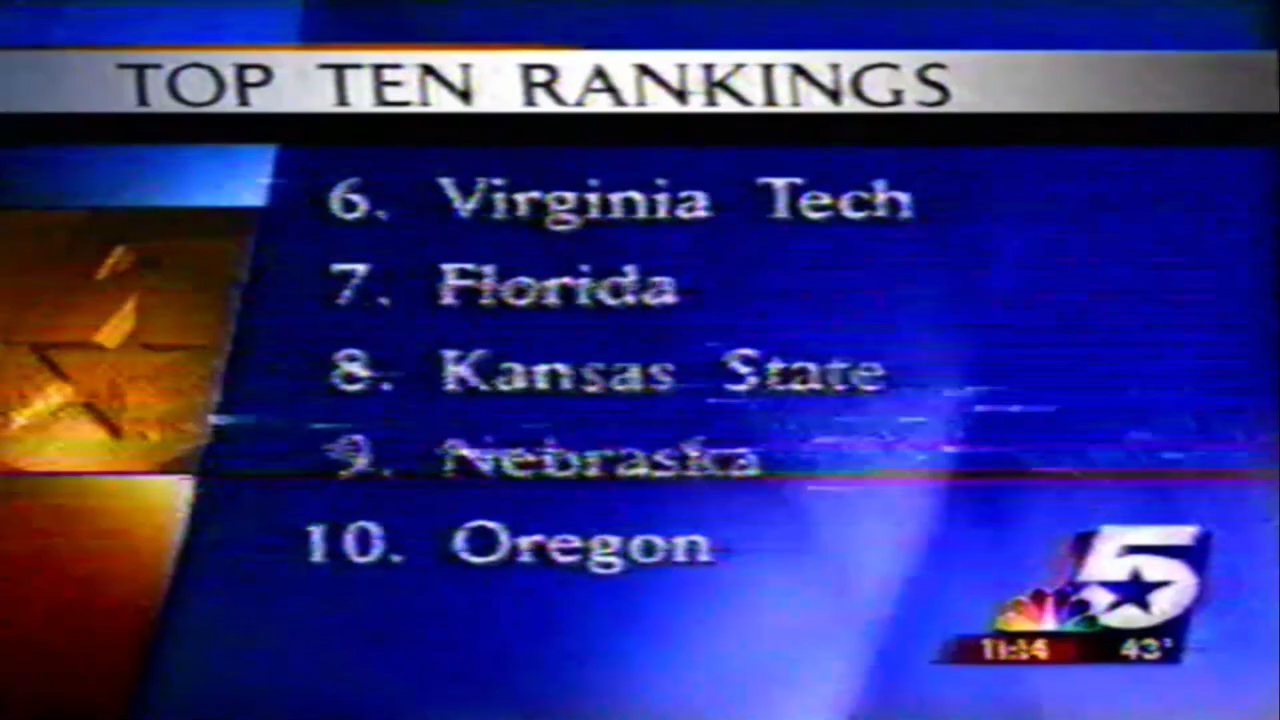 TOP TEN RANKINGS
6. Virginia Tech
7. Florida
8. Kansas State
9. Nebraska
10. Oregon
5
11:14 43°